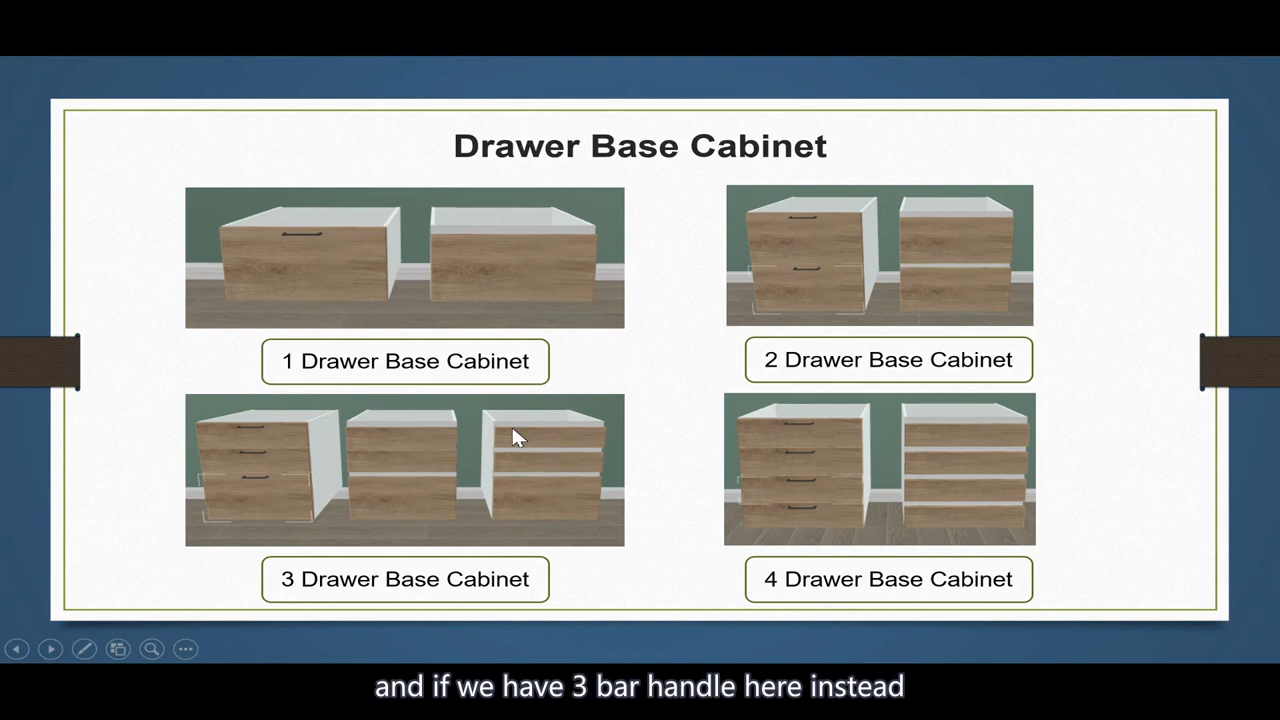 Drawer Base Cabinet
1 Drawer Base Cabinet
2 Drawer Base Cabinet
3 Drawer Base Cabinet
4 Drawer Base Cabinet
and if we have 3 bar handle here instead